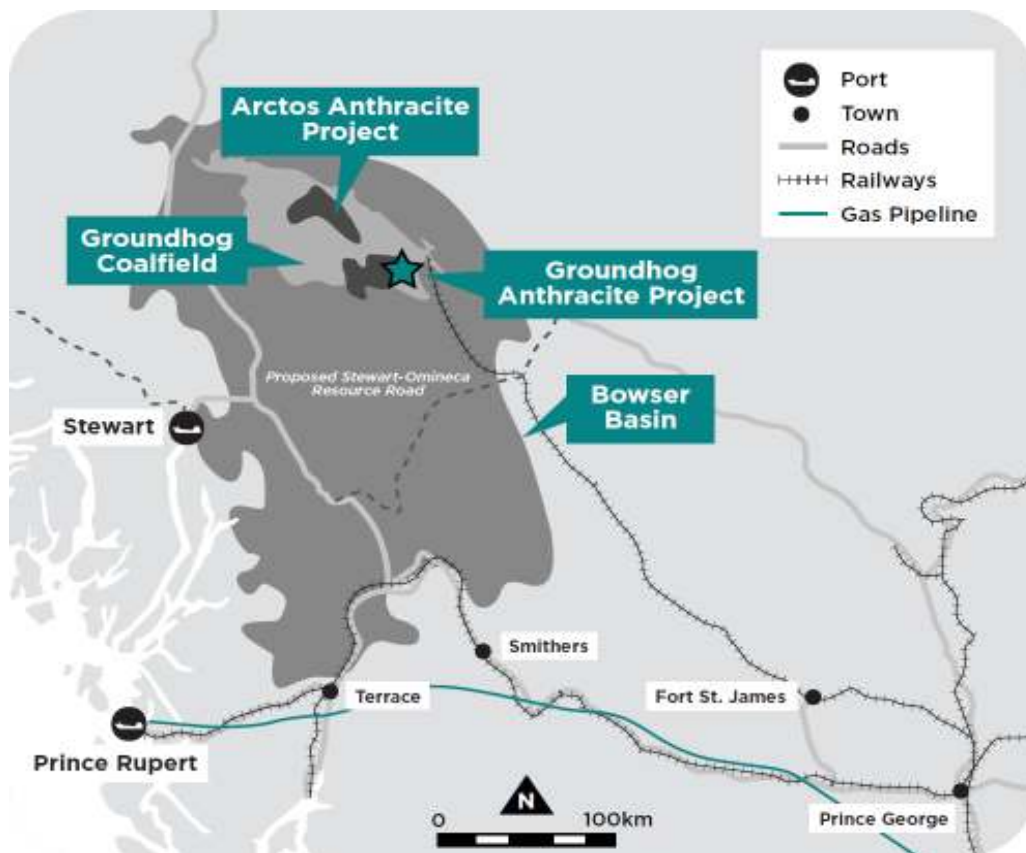 Arctos Anthracite
Project
Port
Town
Roads
Railways
Gas Pipeline
Groundhog
Coalfield
Groundhog
Anthracite Project
Proposed Stewart-Omineca
Resource Road
Bowser
Basin
Stewart
Smithers
Terrace
Fort St. James
Prince Rupert
Prince George
N
0
100km